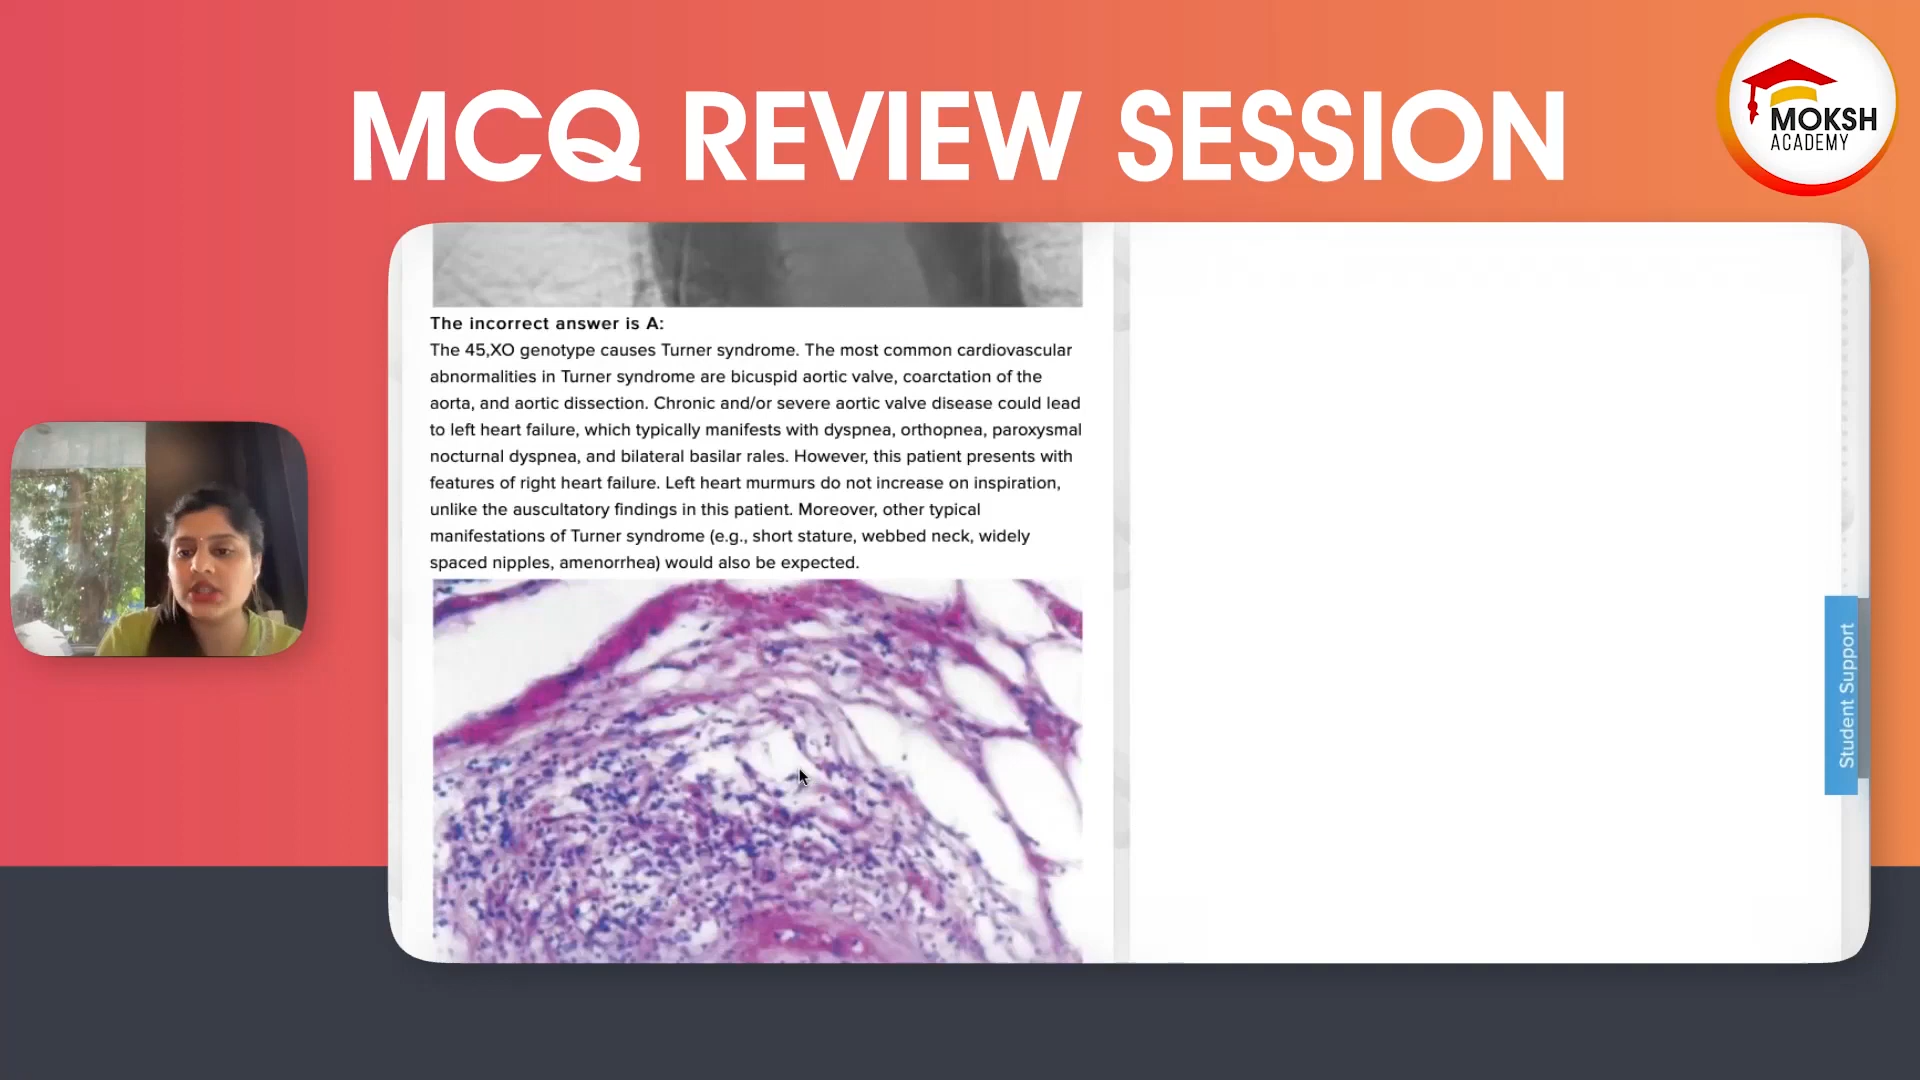 MCQ REVIEW SESSION
MOKSH
ACADEMY
The incorrect answer is A:
The 45,XO genotype causes Turner syndrome. The most common cardiovascular
abnormalities in Turner syndrome are bicuspid aortic valve, coarctation of the
aorta, and aortic dissection. Chronic and/or severe aortic valve disease could lead
to left heart failure, which typically manifests with dyspnea, orthopnea, paroxysmal
nocturnal dyspnea, and bilateral basilar rales. However, this patient presents with
features of right heart failure. Left heart murmurs do not increase on inspiration,
unlike the auscultatory findings in this patient. Moreover, other typical
manifestations of Turner syndrome (e.g., short stature, webbed neck, widely
spaced nipples, amenorrhea) would also be expected.
Student Support